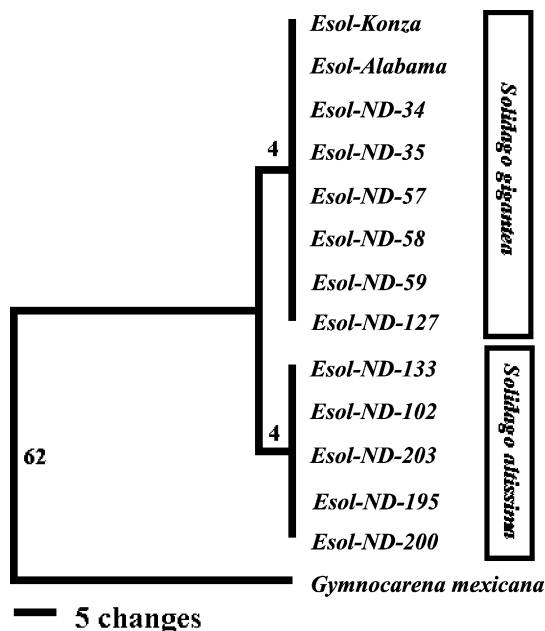 Esol-Konza
Esol-Alabama
Esol-ND-34
4
Esol-ND-35
Esol-ND-57
Esol-ND-58
Esol-ND-59
Esol-ND-127
Solidago gigantea
Esol-ND-133
Esol-ND-102
4
Esol-ND-203
62
Esol-ND-195
Esol-ND-200
Solidago altissima
Gymnocarena mexicana
5 changes